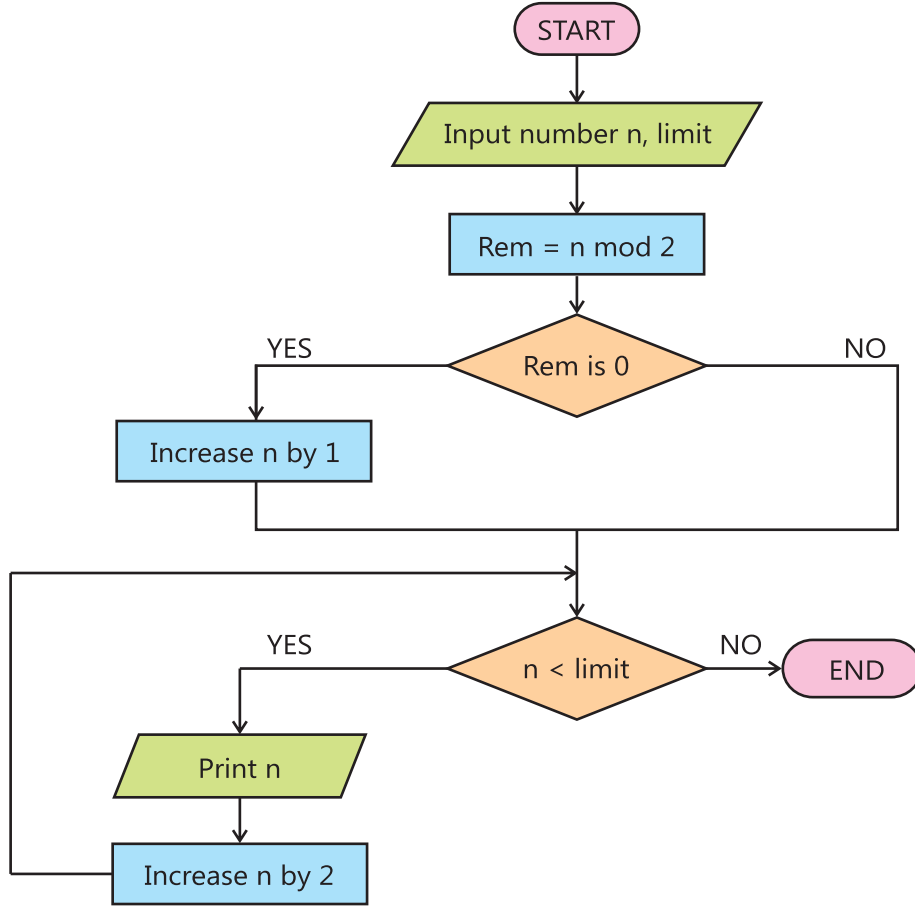 START
Input number n, limit
Rem = n mod 2
YES
Rem is 0
NO
Increase n by 1
YES
n < limit
NO
END
Print n
Increase n by 2